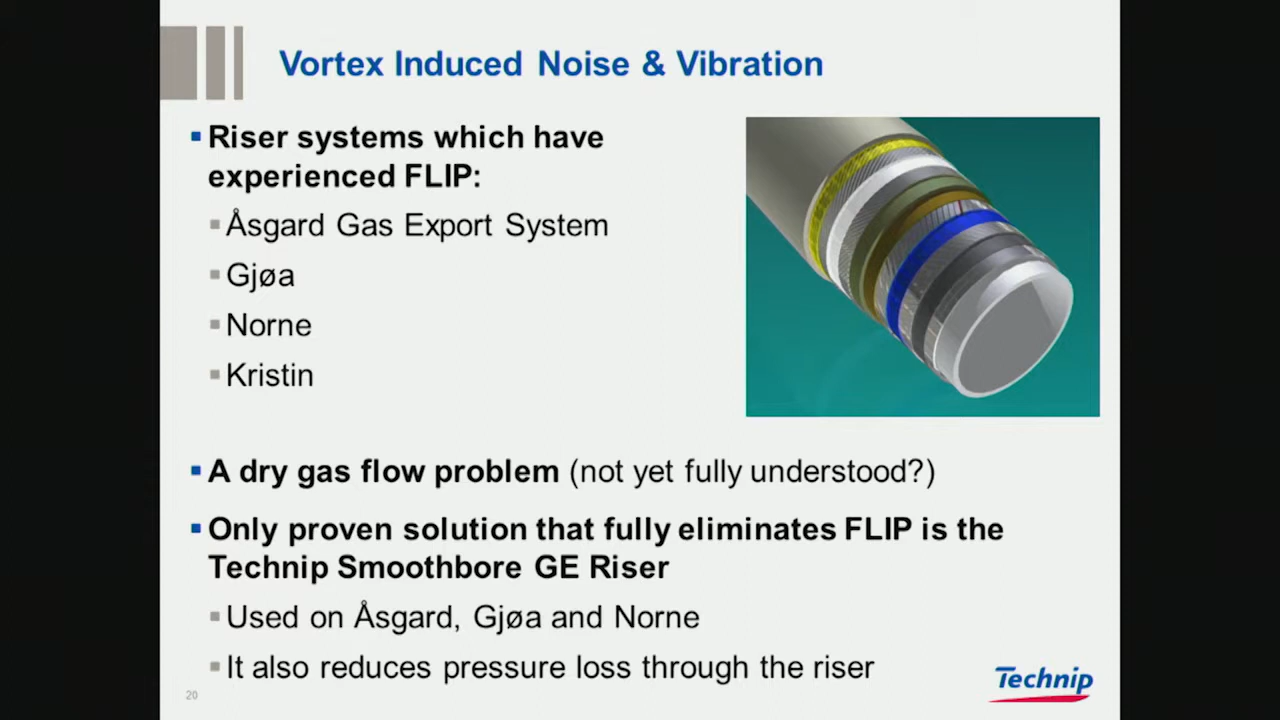 Vortex Induced Noise & Vibration
Riser systems which have
experienced FLIP:
Åsgard Gas Export System
Gjøa
Norne
Kristin
A dry gas flow problem (not yet fully understood?)
Only proven solution that fully eliminates FLIP is the
Technip Smoothbore GE Riser
Used on Åsgard, Gjøa and Norne
It also reduces pressure loss through the riser
20
Technip